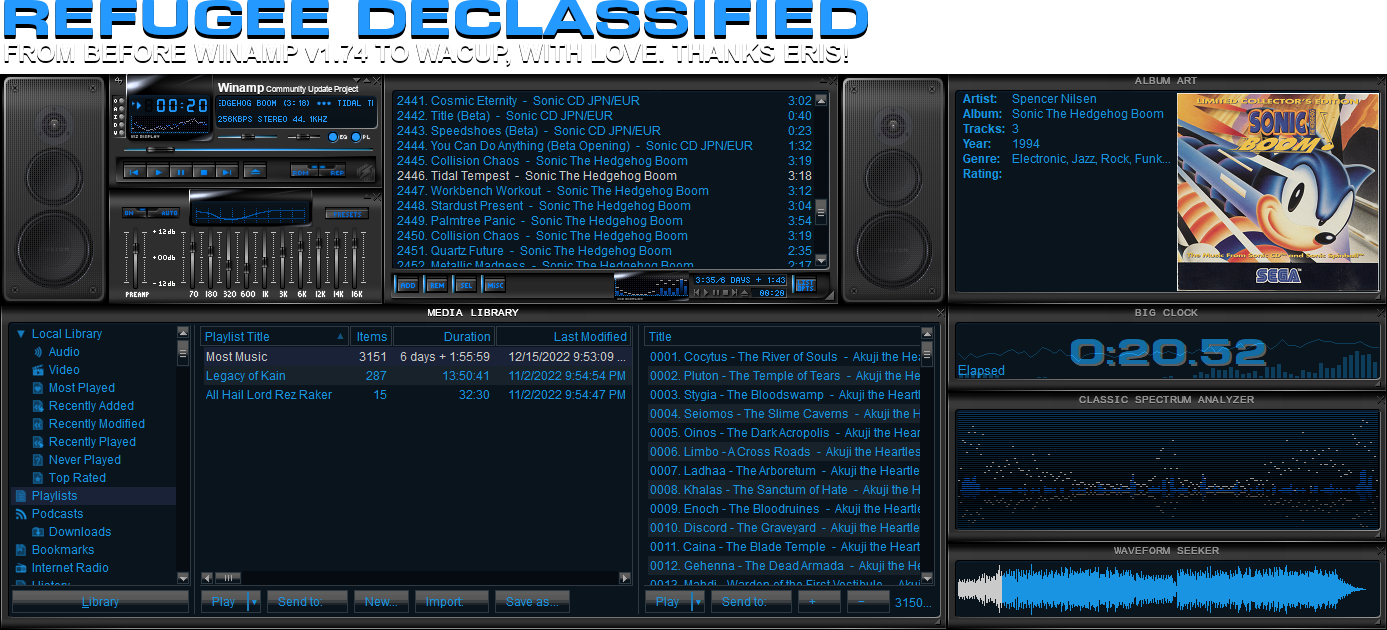 REFUGEE DECLASSIFIED
FROM BEFORE WINAMP V1.74 TO WACUP, WITH LOVE. THANKS ERIS!
Winamp Community Update Project
00:20
EDGEHOG BOOM (3:18) *** TIDAL TE
256KBPS STEREO 44.1KHZ
VIZ DISPLAY
EQ PL
REP
ON AUTO
PRESETS
+12db
+00db
-12db
PREAMP 70 180 320 600 1K 3K 6K 12K 14K 16K
2441. Cosmic Eternity - Sonic CD JPN/EUR 3:02
2442. Title (Beta) - Sonic CD JPN/EUR 0:40
2443. Speedshoes (Beta) - Sonic CD JPN/EUR 0:23
2444. You Can Do Anything (Beta Opening) - Sonic CD JPN/EUR 1:32
2445. Collision Chaos - Sonic The Hedgehog Boom 3:19
2446. Tidal Tempest - Sonic The Hedgehog Boom 3:18
2447. Workbench Workout - Sonic The Hedgehog Boom 3:12
2448. Stardust Present - Sonic The Hedgehog Boom 3:04
2449. Palmtree Panic - Sonic The Hedgehog Boom 3:54
2450. Collision Chaos - Sonic The Hedgehog Boom 3:19
2451. Quartz Future - Sonic The Hedgehog Boom 2:35
2452. Metallic Madness - Sonic The Hedgehog Boom 2:17
ADD REM SEL MISC
3:35/6 DAYS + 1:43
00:20
ALBUM ART
Artist: Spencer Nilsen
Album: Sonic The Hedgehog Boom
Tracks: 3
Year: 1994
Genre: Electronic, Jazz, Rock, Funk...
Rating:
LIMITED COLLECTOR'S EDITION
SONIC
BOOM
The Music From Sonic CD and Sonic Spinball
SEGA
MEDIA LIBRARY
Local Library
Audio
Video
Most Played
Recently Added
Recently Modified
Recently Played
Never Played
Top Rated
Playlists
Podcasts
Downloads
Bookmarks
Internet Radio
History
Library
Playlist Title Items Duration Last Modified
Most Music 3151 6 days + 1:55:59 12/15/2022 9:53:09 ...
Legacy of Kain 287 13:50:41 11/2/2022 9:54:54 PM
All Hail Lord Rez Raker 15 32:30 11/2/2022 9:54:47 PM
Play Send to: New... Import: Save as...
Title
0001. Cocytus - The River of Souls - Akuji the Hea
0002. Pluton - The Temple of Tears - Akuji the He
0003. Stygia - The Bloodswamp - Akuji the Heartl
0004. Seiomos - The Slime Caverns - Akuji the He
0005. Oinos - The Dark Acropolis - Akuji the Hear
0006. Limbo - A Cross Roads - Akuji the Heartles
0007. Ladhaa - The Arboretum - Akuji the Heartle
0008. Khalas - The Sanctum of Hate - Akuji the H
0009. Enoch - The Bloodruines - Akuji the Heartle
0010. Discord - The Graveyard - Akuji the Heartle
0011. Caina - The Blade Temple - Akuji the Heart
0012. Gehenna - The Dead Armada - Akuji the He
0013. Mahdi - Warden of the First Vestibule - Akuj
Play Send to: + - 3150...
BIG CLOCK
0:20.52
Elapsed
CLASSIC SPECTRUM ANALYZER
WAVEFORM SEEKER